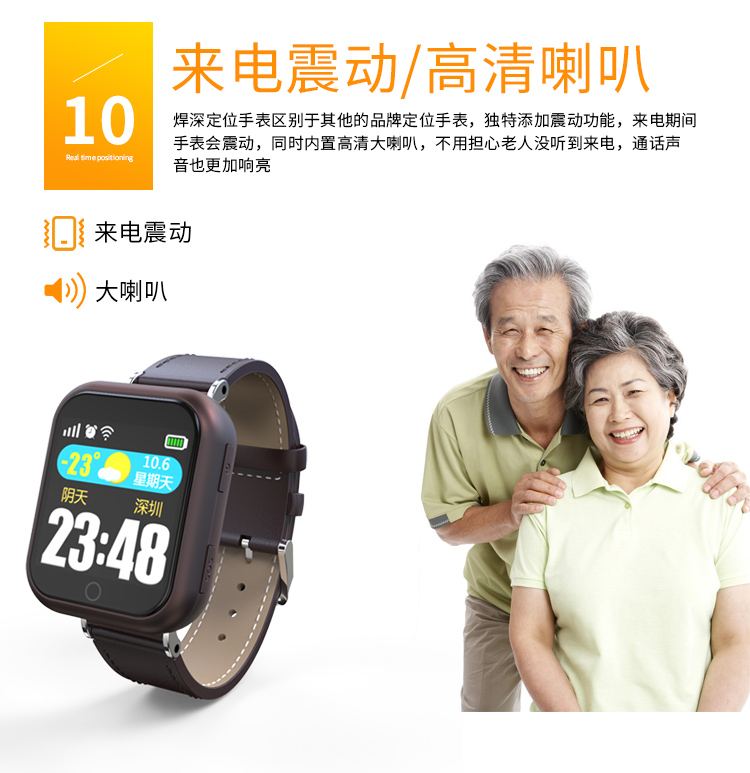 10
Real time positioning
来电震动/高清喇叭
焊深定位手表区别于其他的品牌定位手表，独特添加震动功能，来电期间
手表会震动，同时内置高清大喇叭，不用担心老人没听到来电，通话声
音也更加响亮
来电震动
大喇叭
-23°
10.6
星期天
阴天
深圳
23:48